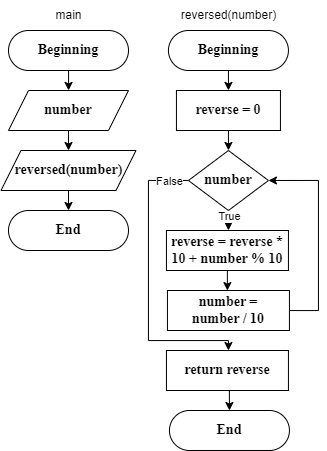 main
Beginning
number
reversed(number)
End
reversed(number)
Beginning
reverse = 0
number
False
True
reverse = reverse *
10 + number % 10
number =
number / 10
return reverse
End